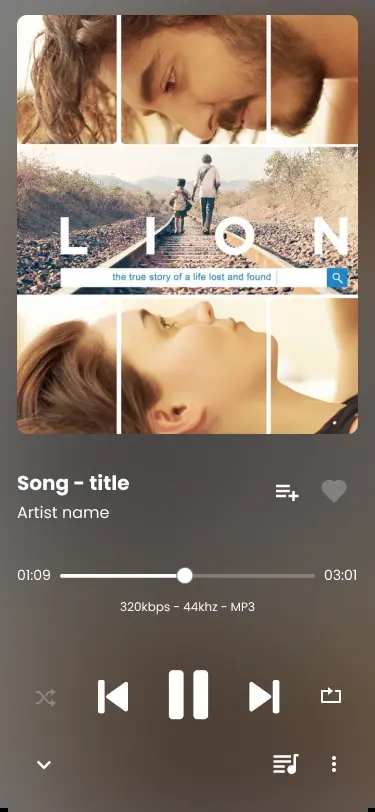 L I O N
the true story of a life lost and found
Song - title
Artist name
01:09
03:01
320kbps - 44khz - MP3